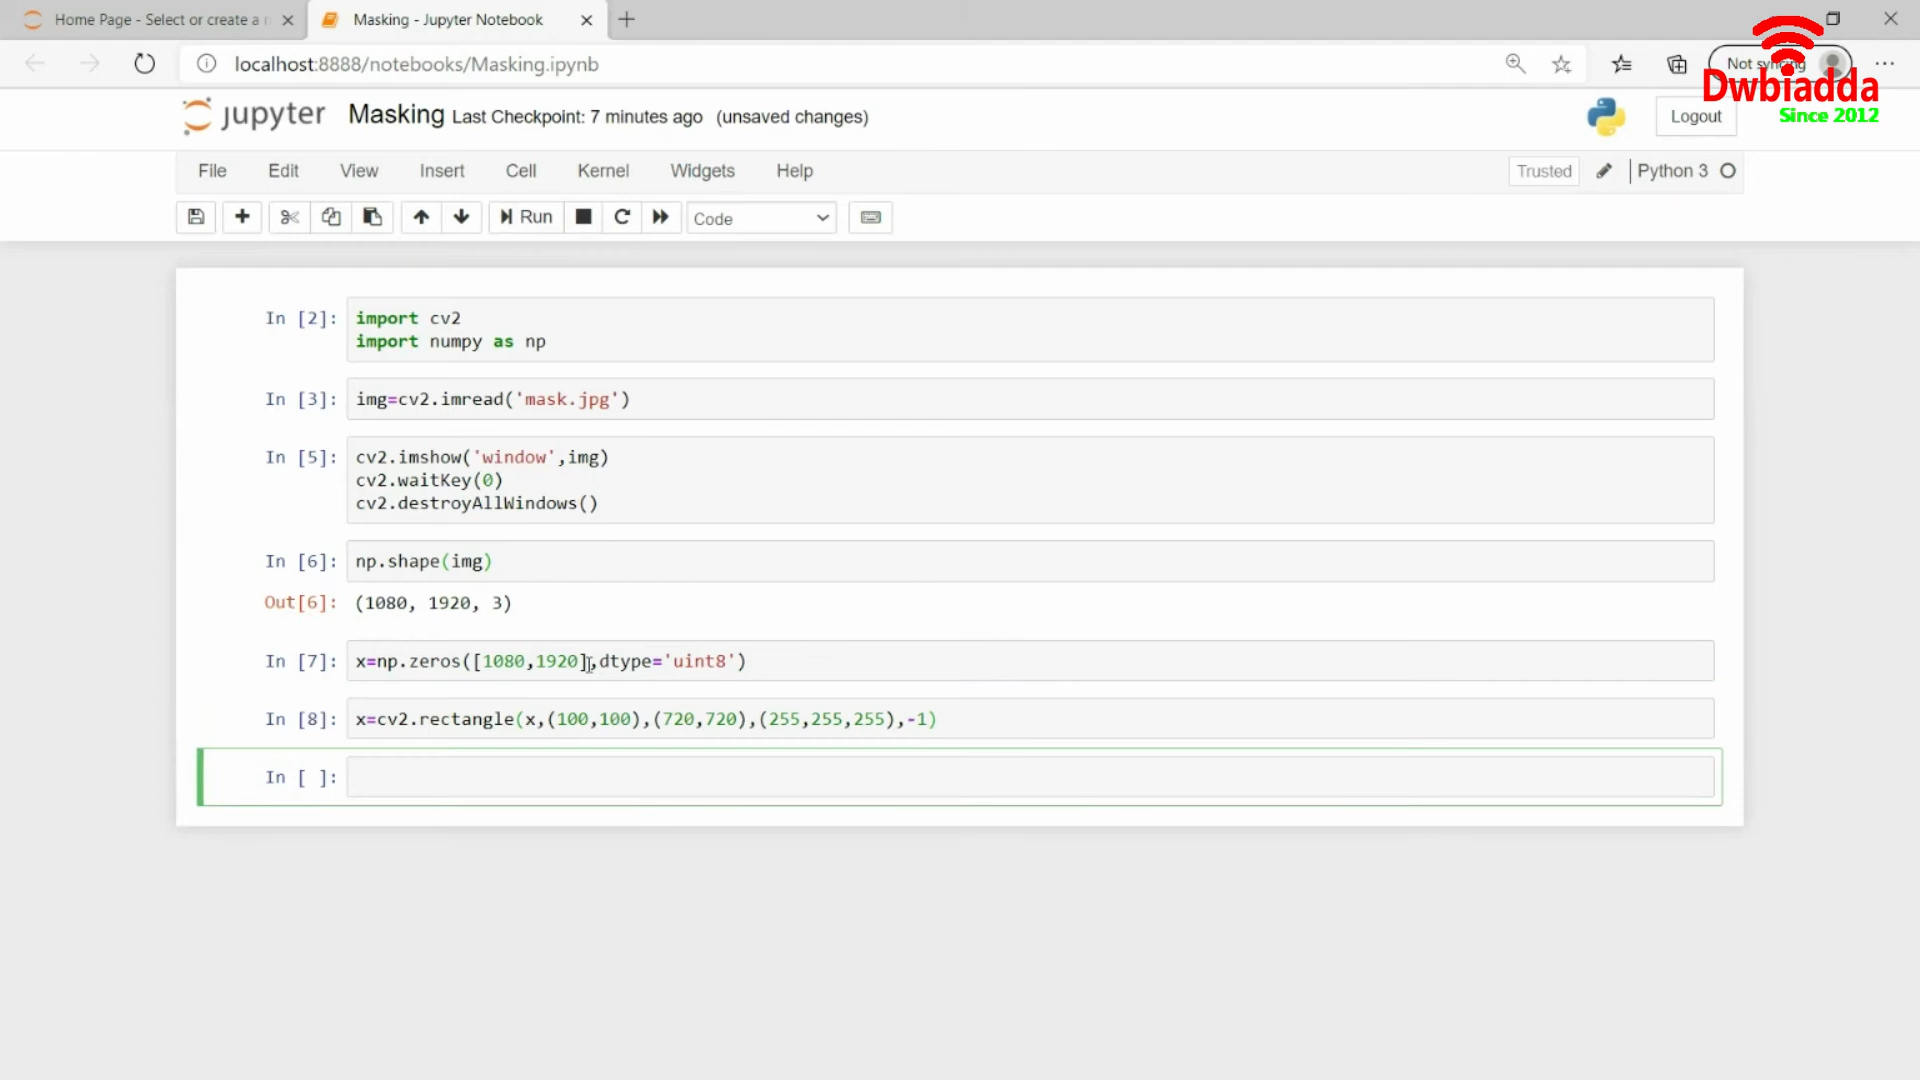 Home Page - Select or create a n
Masking - Jupyter Notebook
localhost:8888/notebooks/Masking.ipynb
Not syncing
Dwbiadda
Since 2012
jupyter Masking Last Checkpoint: 7 minutes ago (unsaved changes)
Logout
File Edit View Insert Cell Kernel Widgets Help
Trusted Python 3
Run Code
In [2]: import cv2
import numpy as np
In [3]: img=cv2.imread('mask.jpg')
In [5]: cv2.imshow('window',img)
cv2.waitKey(0)
cv2.destroyAllWindows()
In [6]: np.shape(img)
Out[6]: (1080, 1920, 3)
In [7]: x=np.zeros([1080,1920],dtype='uint8')
In [8]: x=cv2.rectangle(x,(100,100),(720,720),(255,255,255),-1)
In [ ]: